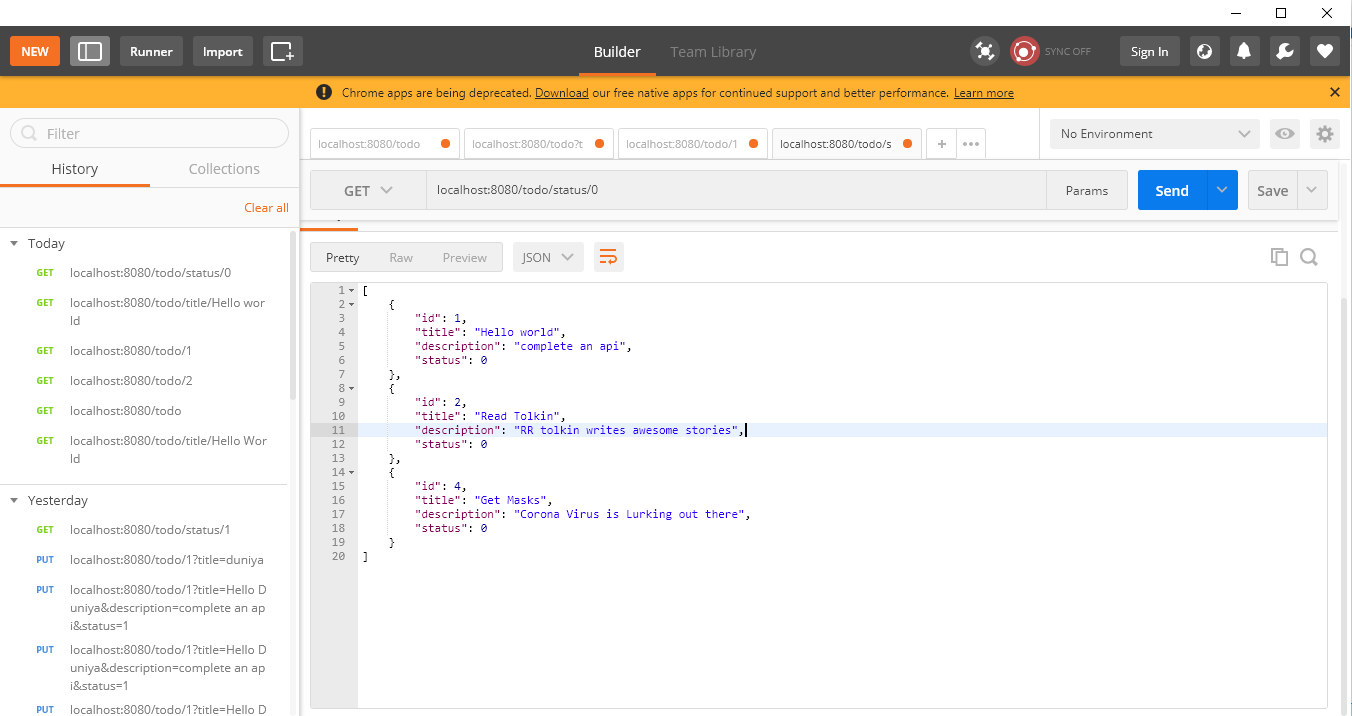 NEW
Runner
Import
Builder
Team Library
SYNC OFF
Sign In
Chrome apps are being deprecated. Download our free native apps for continued support and better performance. Learn more
Filter
History
Collections
Clear all
Today
GET localhost:8080/todo/status/0
GET localhost:8080/todo/title/Hello wor
ld
GET localhost:8080/todo/1
GET localhost:8080/todo/2
GET localhost:8080/todo
GET localhost:8080/todo/title/Hello Wor
ld
Yesterday
GET localhost:8080/todo/status/1
PUT localhost:8080/todo/1?title=duniya
PUT localhost:8080/todo/1?title=Hello D
uniya&description=complete an ap
i&status=1
PUT localhost:8080/todo/1?title=Hello D
uniya&description=complete an ap
i&status=1
PUT localhost:8080/todo/1?title=Hello D
localhost:8080/todo
localhost:8080/todo?t
localhost:8080/todo/1
localhost:8080/todo/s
No Environment
GET
localhost:8080/todo/status/0
Params
Send
Save
Pretty
Raw
Preview
JSON
1 [
2 {
3 "id": 1,
4 "title": "Hello world",
5 "description": "complete an api",
6 "status": 0
7 },
8 {
9 "id": 2,
10 "title": "Read Tolkin",
11 "description": "RR tolkin writes awesome stories",
12 "status": 0
13 },
14 {
15 "id": 4,
16 "title": "Get Masks",
17 "description": "Corona Virus is Lurking out there",
18 "status": 0
19 }
20 ]